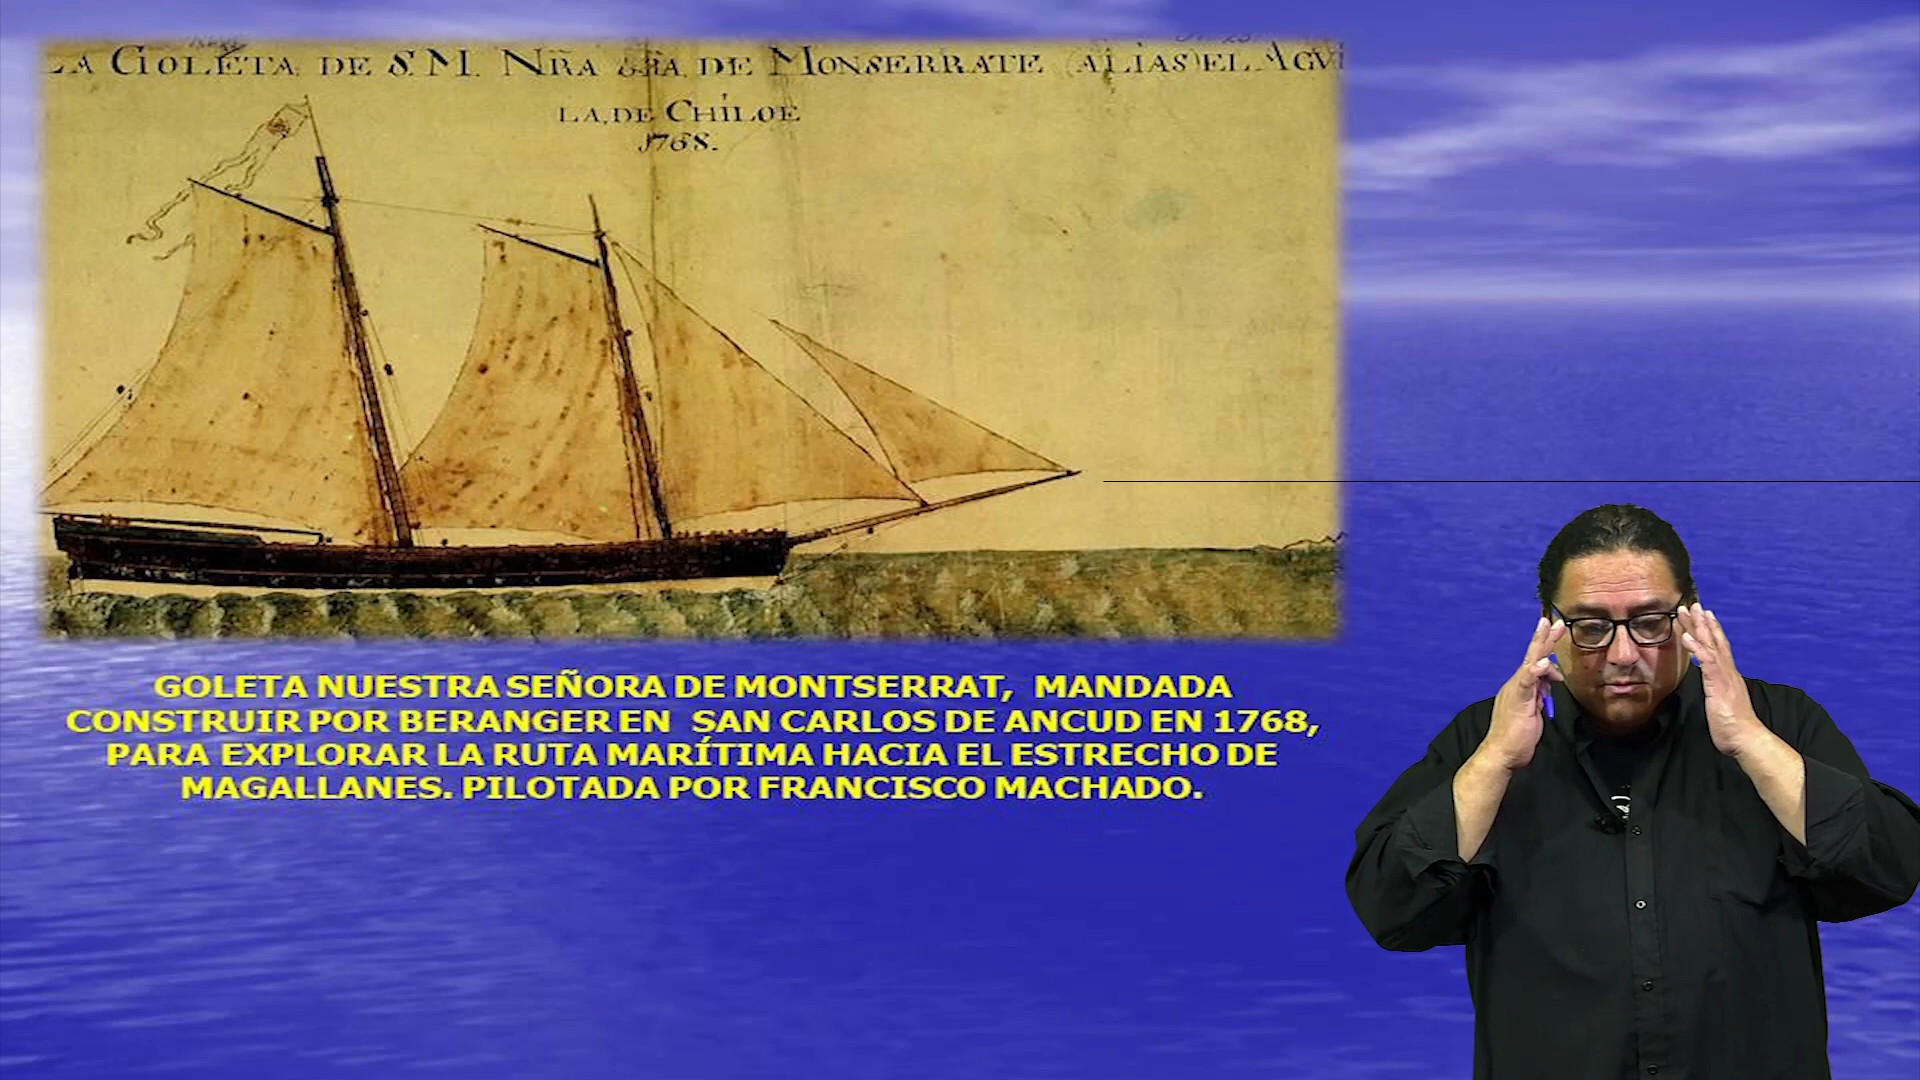 LA GOLETA DE S.M. NRA SRA DE MONSERRATE (ALIAS) EL AGVI
LA, DE CHILOE
1768.
GOLETA NUESTRA SEÑORA DE MONTSERRAT, MANDADA
CONSTRUIR POR BERANGER EN SAN CARLOS DE ANCUD EN 1768,
PARA EXPLORAR LA RUTA MARÍTIMA HACIA EL ESTRECHO DE
MAGALLANES. PILOTADA POR FRANCISCO MACHADO.